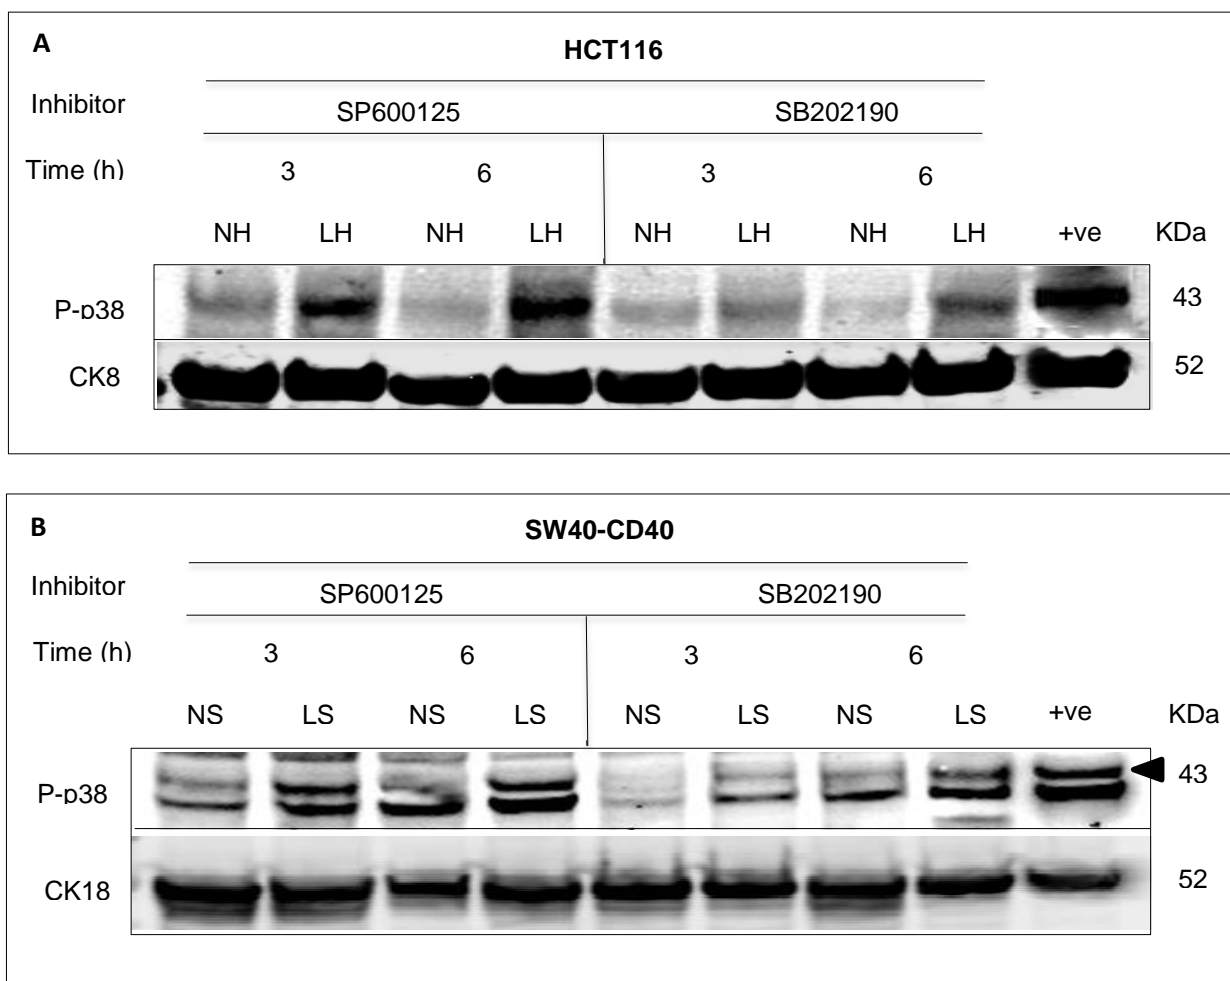 A
HCT116
Inhibitor
SP600125 SB202190
Time (h) 3 6 3 6
NH LH NH LH NH LH NH LH +ve KDa
P-p38 43
CK8 52
B
SW40-CD40
Inhibitor
SP600125 SB202190
Time (h) 3 6 3 6
NS LS NS LS NS LS NS LS +ve KDa
P-p38 43
CK18 52